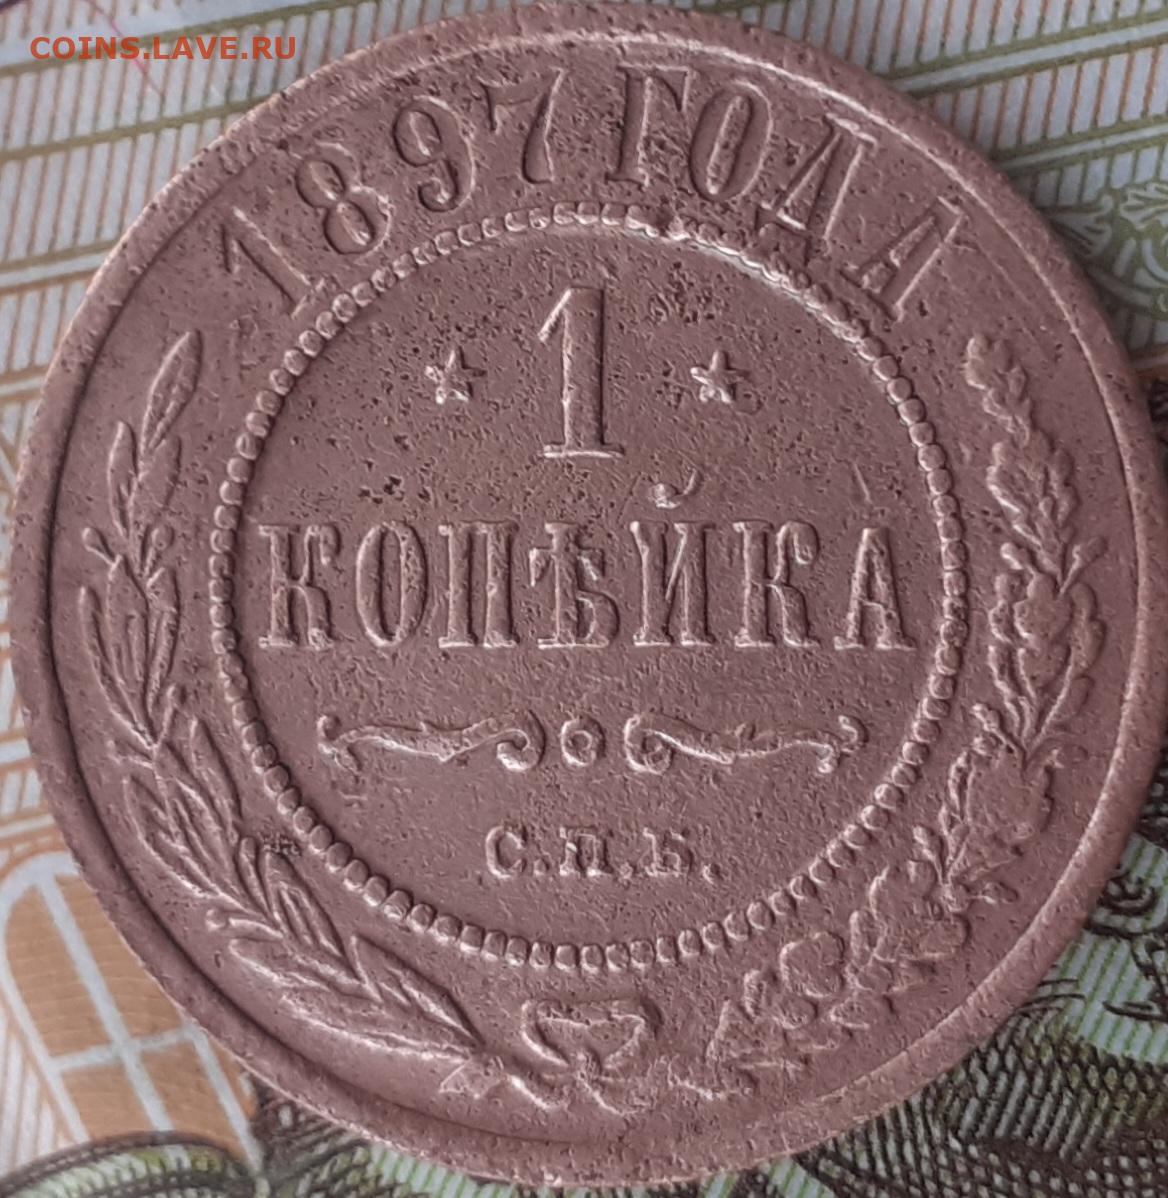 COINS.LAVE.RU
1897 ГОДА
1
КОПѢЙКА
С.П.Б.